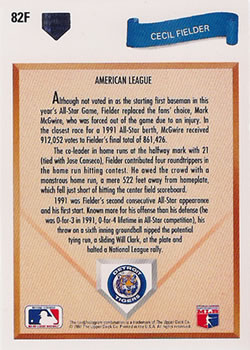 82F
CECIL FIELDER
AMERICAN LEAGUE
Although not voted in as the starting first baseman in this
year's All-Star Game, Fielder replaced the fans' choice, Mark
McGwire, who was forced out of the game due to an injury. In
the closest race for a 1991 All-Star berth, McGwire received
912,052 votes to Fielder's final total of 861,426.
The co-leader in home runs at the halfway mark with 21
(tied with Jose Canseco), Fielder contributed four roundtrippers
in the home run hitting contest. He awed the crowd with a
monstrous home run, a mere 522 feet away from homeplate,
which fell just short of hitting the center field scoreboard.
1991 was Fielder's second consecutive All-Star appearance
and his first start. Known more for his offense than his defense (he
was 0-for-3 in 1991, 0-for-4 lifetime in All-Star competition), his
throw on a sixth inning groundball nipped the potential
tying run, a sliding Will Clark, at the plate and
halted a National League rally.
DETROIT
TIGERS
Major League Baseball
MLB